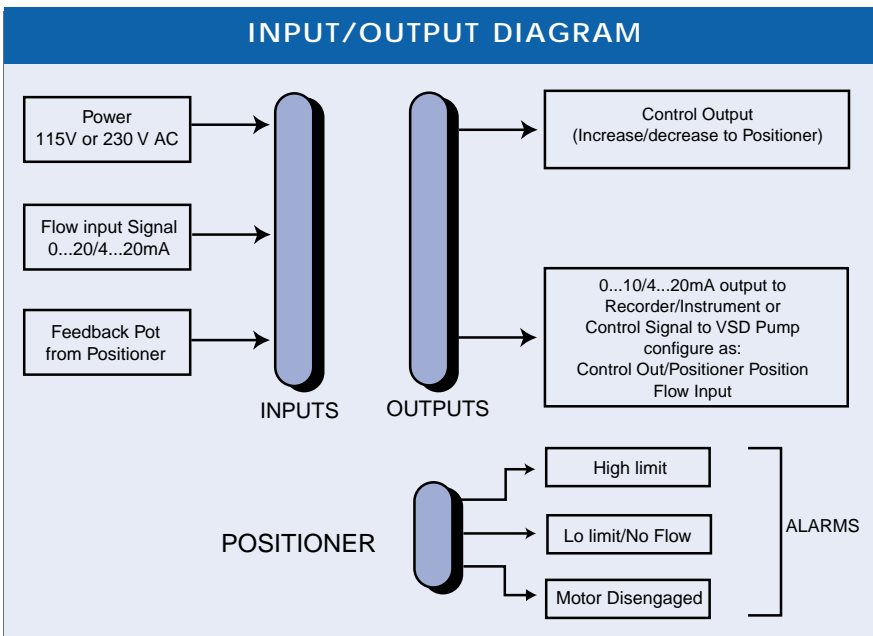 INPUT/OUTPUT DIAGRAM
Power
115V or 230 V AC
Flow input Signal
0...20/4...20mA
Feedback Pot
from Positioner
INPUTS
OUTPUTS
Control Output
(Increase/decrease to Positioner)
0...10/4...20mA output to
Recorder/Instrument or
Control Signal to VSD Pump
configure as:
Control Out/Positioner Position
Flow Input
POSITIONER
High limit
Lo limit/No Flow
Motor Disengaged
ALARMS